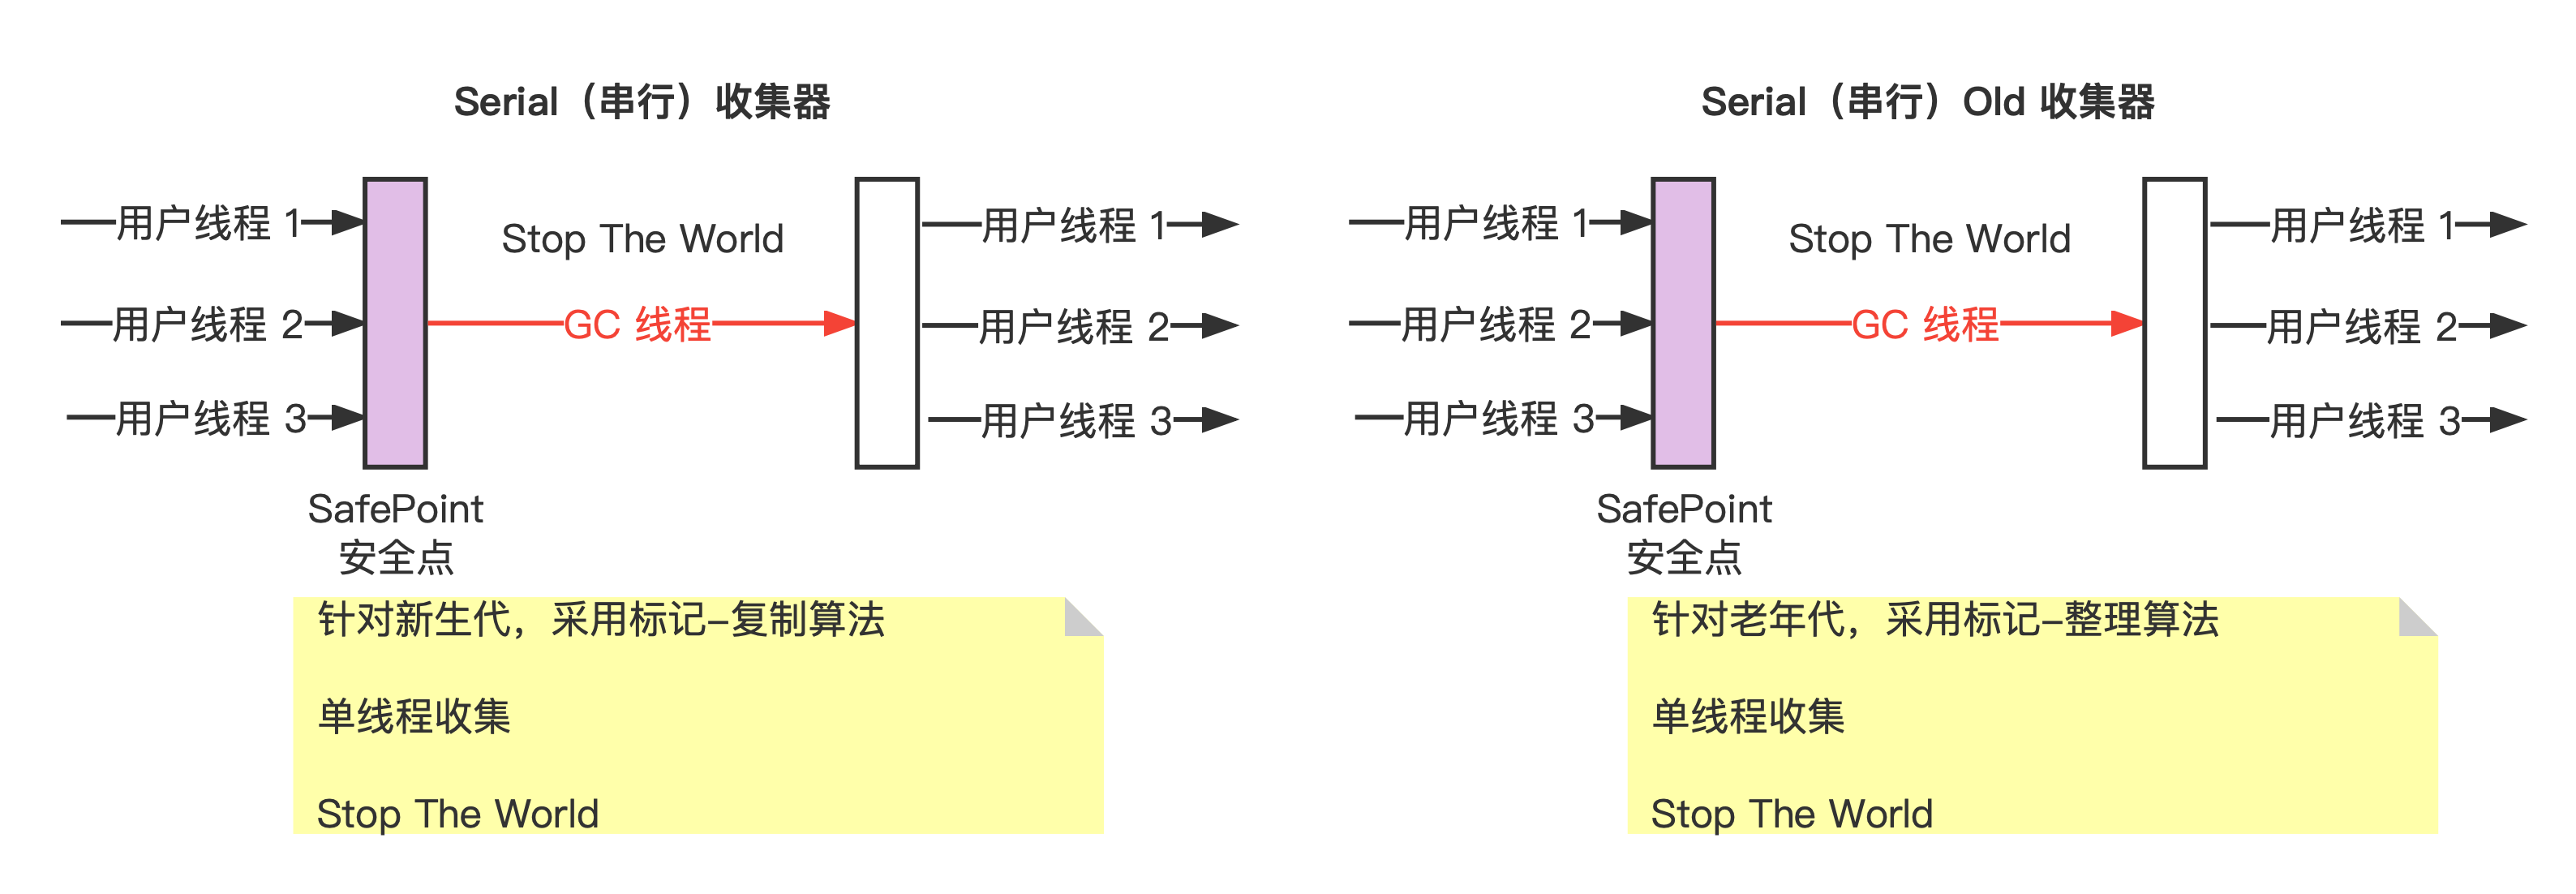 Serial（串行）收集器
用户线程 1
用户线程 2
用户线程 3
Stop The World
GC 线程
用户线程 1
用户线程 2
用户线程 3
SafePoint
安全点
针对新生代，采用标记-复制算法
单线程收集
Stop The World
Serial（串行）Old 收集器
用户线程 1
用户线程 2
用户线程 3
Stop The World
GC 线程
用户线程 1
用户线程 2
用户线程 3
SafePoint
安全点
针对老年代，采用标记-整理算法
单线程收集
Stop The World